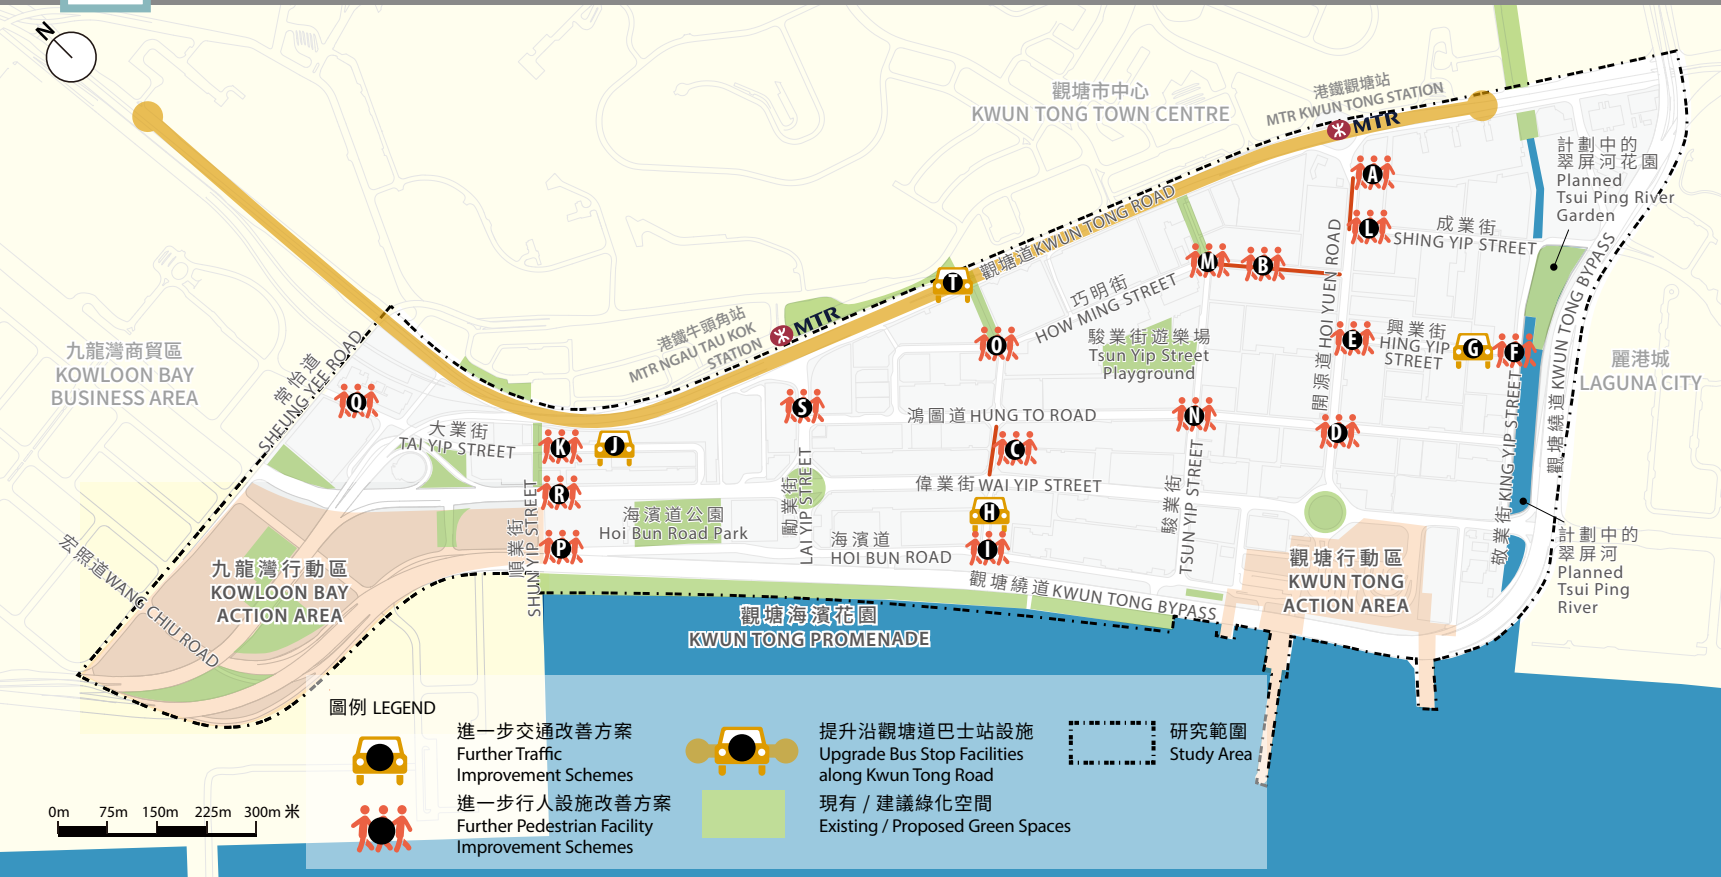 N
觀塘市中心
KWUN TONG TOWN CENTRE
港鐵觀塘站
MTR KWUN TONG STATION
MTR
計劃中的
翠屏河花園
Planned
Tsui Ping River
Garden
A
L
成業街
SHING YIP STREET
觀塘道 KWUN TONG ROAD
M
B
T
巧明街
HOW MING STREET
開源道 HOI YUEN ROAD
觀塘繞道 KWUN TONG BYPASS
港鐵牛頭角站
MTR NGAU TAU KOK
STATION
MTR
O
駿業街遊樂場
Tsun Yip Street
Playground
E
興業街
HING YIP
STREET
G
F
麗港城
LAGUNA CITY
九龍灣商貿區
KOWLOON BAY
BUSINESS AREA
常怡道
SHEUNG YEE ROAD
Q
S
鴻圖道 HUNG TO ROAD
N
D
大業街
TAI YIP STREET
K
J
C
偉業街 WAI YIP STREET
R
順業街
SHUN YIP STREET
P
海濱道公園
Hoi Bun Road Park
勵業街
LAI YIP STREET
海濱道
HOI BUN ROAD
H
I
駿業街
TSUN YIP STREET
敬業街 KING YIP STREET
計劃中的
翠屏河
Planned
Tsui Ping
River
宏照道 WANG CHIU ROAD
九龍灣行動區
KOWLOON BAY
ACTION AREA
觀塘行動區
KWUN TONG
ACTION AREA
觀塘繞道 KWUN TONG BYPASS
觀塘海濱花園
KWUN TONG PROMENADE
圖例 LEGEND
進一步交通改善方案
Further Traffic
Improvement Schemes
進一步行人設施改善方案
Further Pedestrian Facility
Improvement Schemes
提升沿觀塘道巴士站設施
Upgrade Bus Stop Facilities
along Kwun Tong Road
現有 / 建議綠化空間
Existing / Proposed Green Spaces
研究範圍
Study Area
0m 75m 150m 225m 300m 米